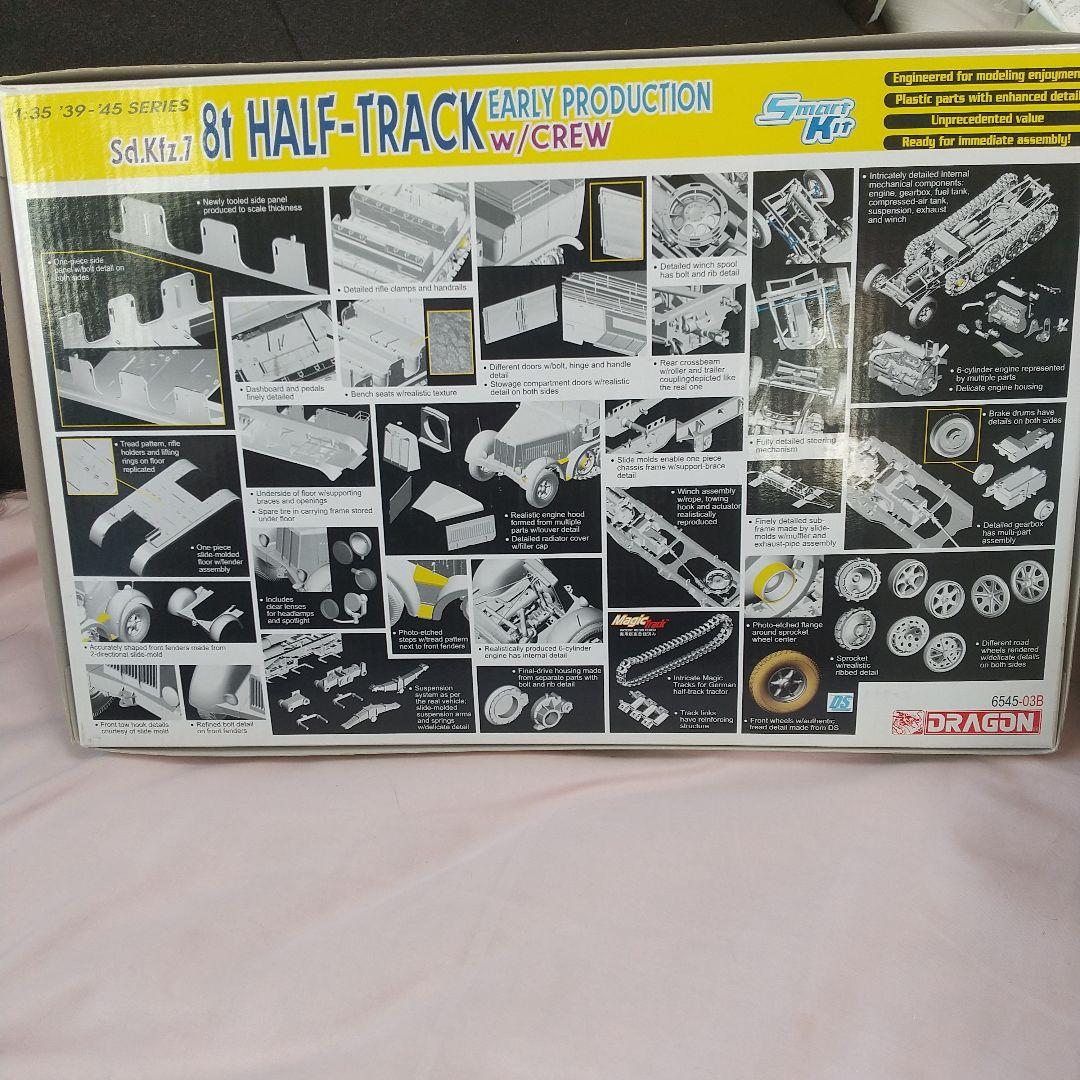 1:35 '39-'45 SERIES
Sd.Kfz.7 8t HALF-TRACK EARLY PRODUCTION
w/CREW
Smart
Kit
Engineered for modeling enjoymen
Plastic parts with enhanced detail
Unprecedented value
Ready for immediate assembly!
• Newly tooled side panel
produced to scale thickness
• One-piece side
panel w/bolt detail on
both sides
• Detailed rifle clamps and handrails
• Dashboard and pedals
finely detailed
• Bench seats w/realistic texture
• Different doors w/bolt, hinge and handle
detail
• Stowage compartment doors w/realistic
detail on both sides
• Detailed winch spool
has bolt and rib detail
• Rear crossbeam
w/roller and trailer
couplingdepicted like
the real one
• Fully detailed steering
mechanism
• Intricately detailed internal
mechanical components:
engine, gearbox, fuel tank,
compressed-air tank,
suspension, exhaust
and winch
• 6-cylinder engine represented
by multiple parts
• Delicate engine housing
• Tread pattern, rifle
holders and lifting
rings on floor
replicated
• One-piece
slide-molded
floor w/fender
assembly
• Underside of floor w/supporting
braces and openings
• Spare tire in carrying frame stored
under floor
• Realistic engine hood
formed from multiple
parts w/louver detail
• Detailed radiator cover
w/filler cap
• Slide molds enable one piece
chassis frame w/support-brace
detail
• Winch assembly
w/rope, towing
hook and actuator
realistically
reproduced
• Finely detailed sub-
frame made by slide-
molds w/muffler and
exhaust-pipe assembly
• Brake drums have
details on both sides
• Detailed gearbox
has multi-part
assembly
• Accurately shaped front fenders made from
2-directional slide-mold
• Includes
clear lenses
for headlamps
and spotlight
• Photo-etched
steps w/tread pattern
next to front fenders
• Realistically produced 6-cylinder
engine has internal detail
Magic Track
• Intricate Magic
Tracks for German
half-track tractor
• Track links
have reinforcing
structure
• Photo-etched flange
around sprocket
wheel center
• Sprocket
w/realistic
ribbed detail
• Different road
wheels rendered
w/delicate details
on both sides
• Front tow hook details
courtesy of slide mold
• Refined bolt detail
on front fenders
• Suspension
system as per
the real vehicle;
slide-molded
suspension arms
and springs
w/delicate detail
• Final-drive housing made
from separate parts with
bolt and rib detail
• Front wheels w/authentic
tread detail made from DS
DS
6545-03B
DRAGON